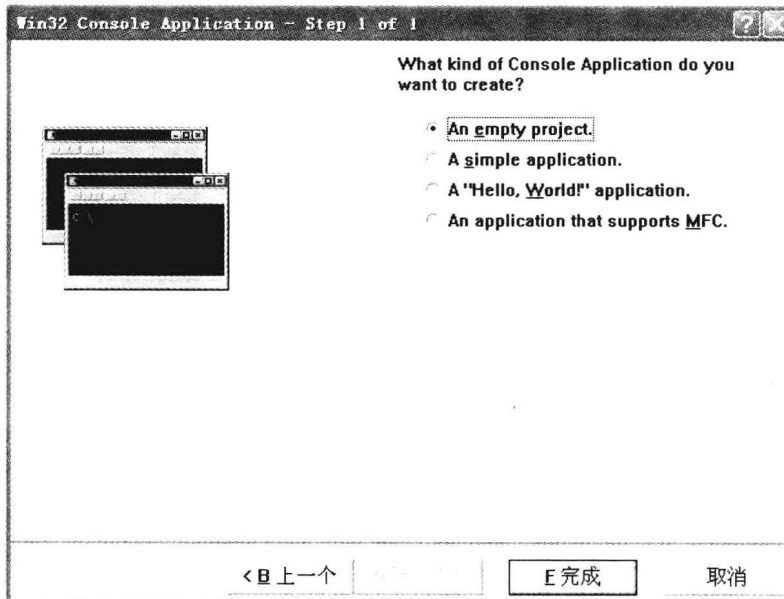 Win32 Console Application - Step 1 of 1
What kind of Console Application do you
want to create?
An empty project.
A simple application.
A "Hello, World!" application.
An application that supports MFC.
C \
< B 上一个
F 完成
取消